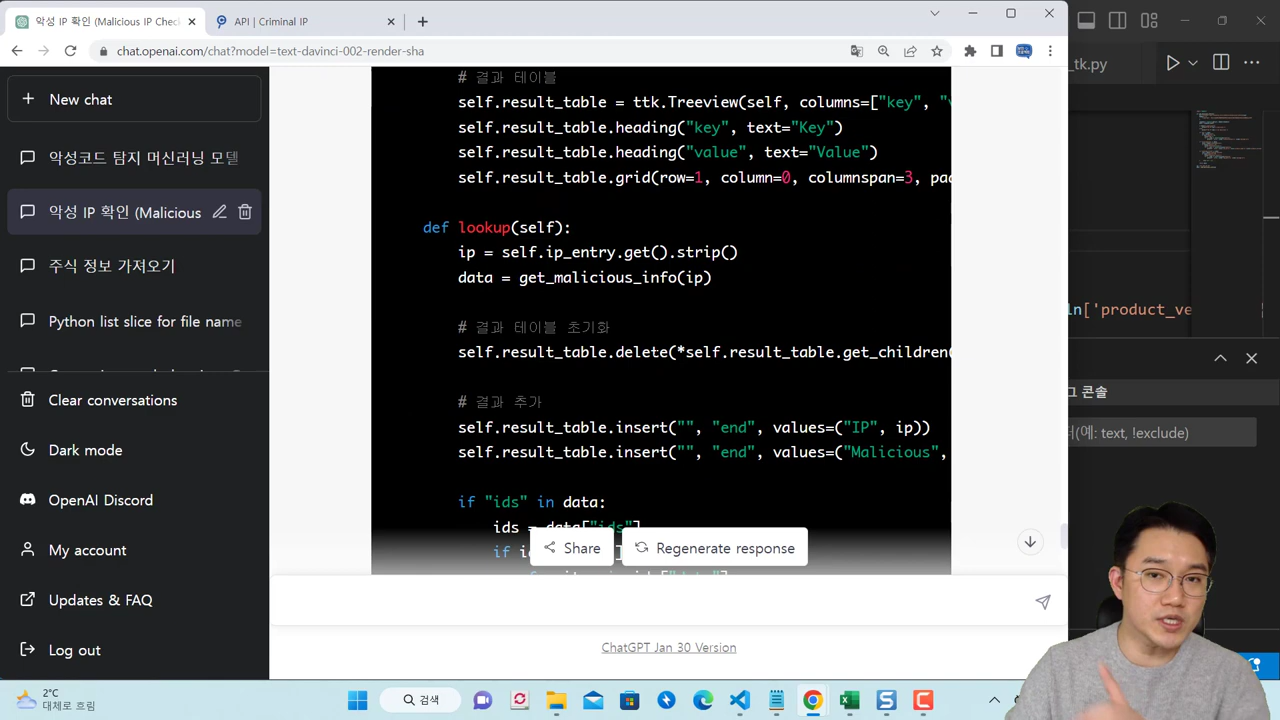 악성 IP 확인 (Malicious IP Chec
API | Criminal IP
chat.openai.com/chat?model=text-davinci-002-render-sha
_tk.py
New chat
악성코드 탐지 머신러닝 모델
악성 IP 확인 (Malicious
주식 정보 가져오기
Python list slice for file name
Clear conversations
Dark mode
OpenAI Discord
My account
Updates & FAQ
Log out
# 결과 테이블
self.result_table = ttk.Treeview(self, columns=["key", "v
self.result_table.heading("key", text="Key")
self.result_table.heading("value", text="Value")
self.result_table.grid(row=1, column=0, columnspan=3, pad
def lookup(self):
ip = self.ip_entry.get().strip()
data = get_malicious_info(ip)
# 결과 테이블 초기화
self.result_table.delete(*self.result_table.get_children(
# 결과 추가
self.result_table.insert("", "end", values=("IP", ip))
self.result_table.insert("", "end", values=("Malicious",
if "ids" in data:
ids = data["ids"]
if
Share
Regenerate response
ChatGPT Jan 30 Version
ln['product_ve
그 콘솔
터(예: text, !exclude)
2°C
대체로 흐림
검색